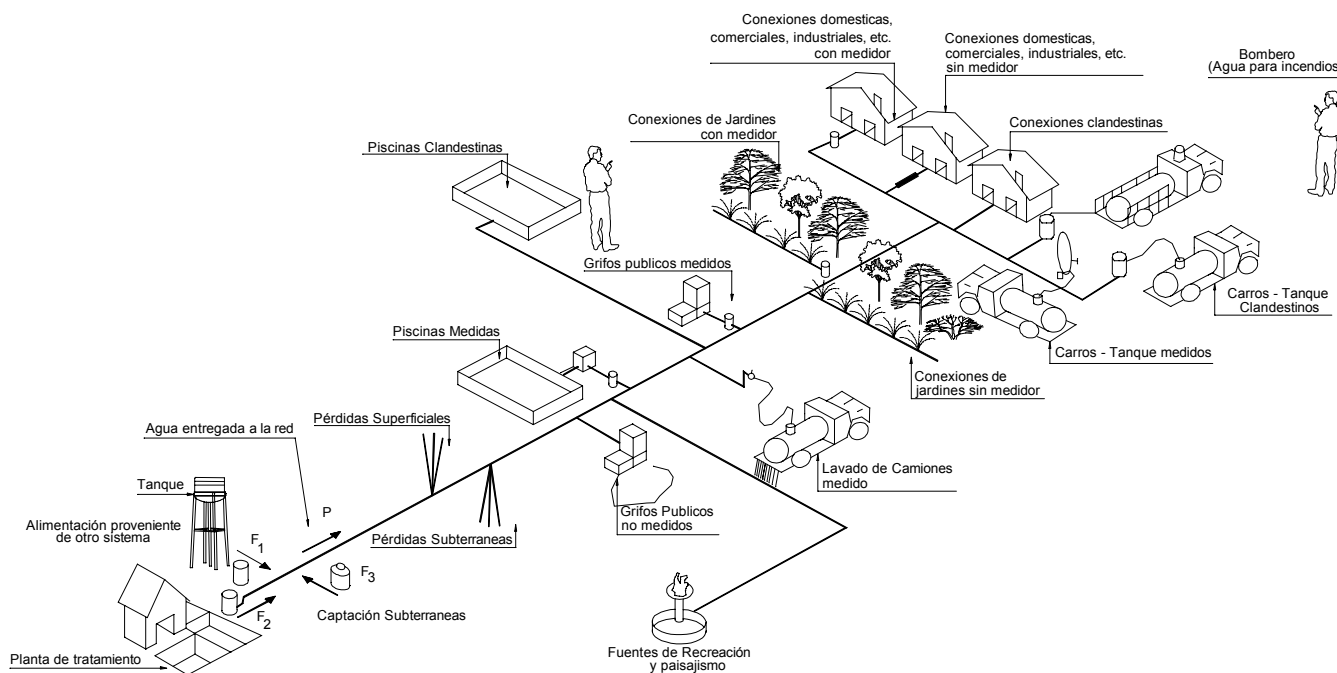 Conexiones domesticas,
comerciales, industriales, etc.
con medidor
Conexiones domesticas,
comerciales, industriales, etc.
sin medidor
Bombero
(Agua para incendios
Conexiones de Jardines
con medidor
Conexiones clandestinas
Piscinas Clandestinas
Grifos publicos medidos
Carros - Tanque
Clandestinos
Piscinas Medidas
Carros - Tanque medidos
Conexiones de
jardines sin medidor
Pérdidas Superficiales
Agua entregada a la red
Lavado de Camiones
medido
Tanque
P
Grifos Publicos
no medidos
Alimentación proveniente
de otro sistema
F1
Pérdidas Subterraneas
F3
F2
Captación Subterraneas
Fuentes de Recreación
y paisajismo
Planta de tratamiento